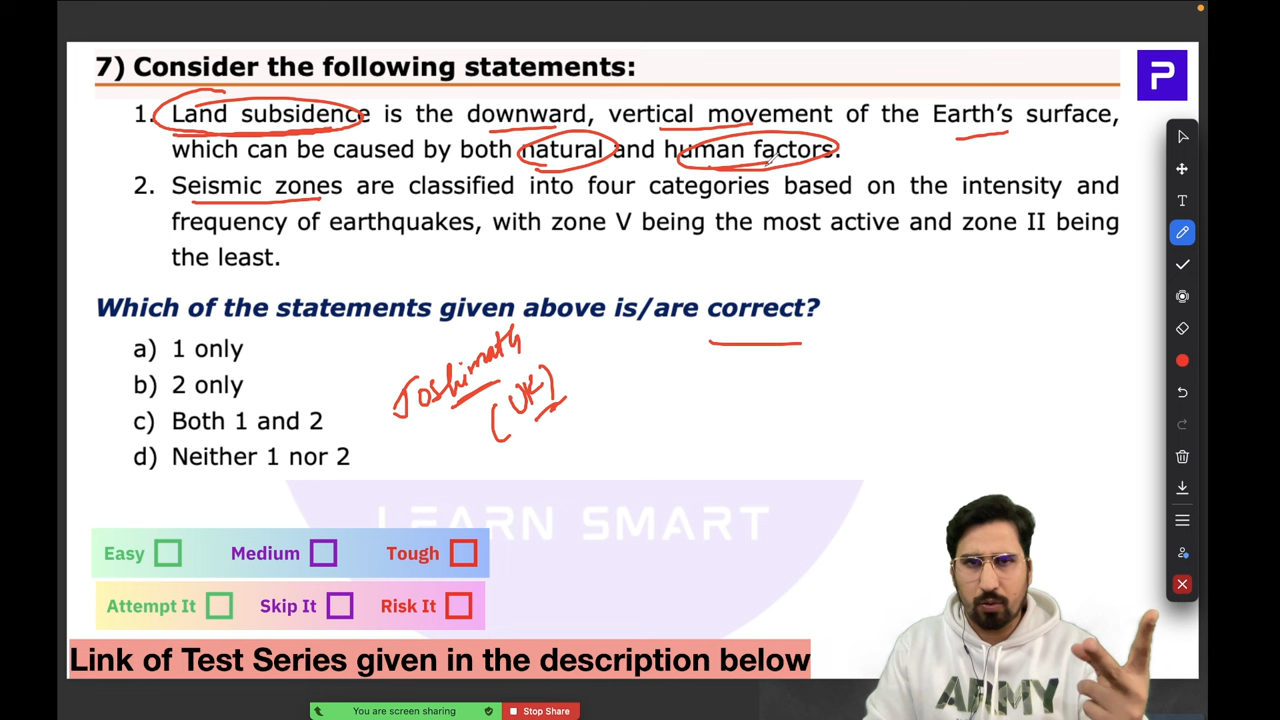 7) Consider the following statements:
1. Land subsidence is the downward, vertical movement of the Earth's surface,
which can be caused by both natural and human factors.
2. Seismic zones are classified into four categories based on the intensity and
frequency of earthquakes, with zone V being the most active and zone II being
the least.
Which of the statements given above is/are correct?
a) 1 only
b) 2 only
c) Both 1 and 2
d) Neither 1 nor 2
Joshimath
(UK)
LEARN SMART
Easy Medium Tough
Attempt It Skip It Risk It
Link of Test Series given in the description below
ARMY
You are screen sharing Stop Share
P
T